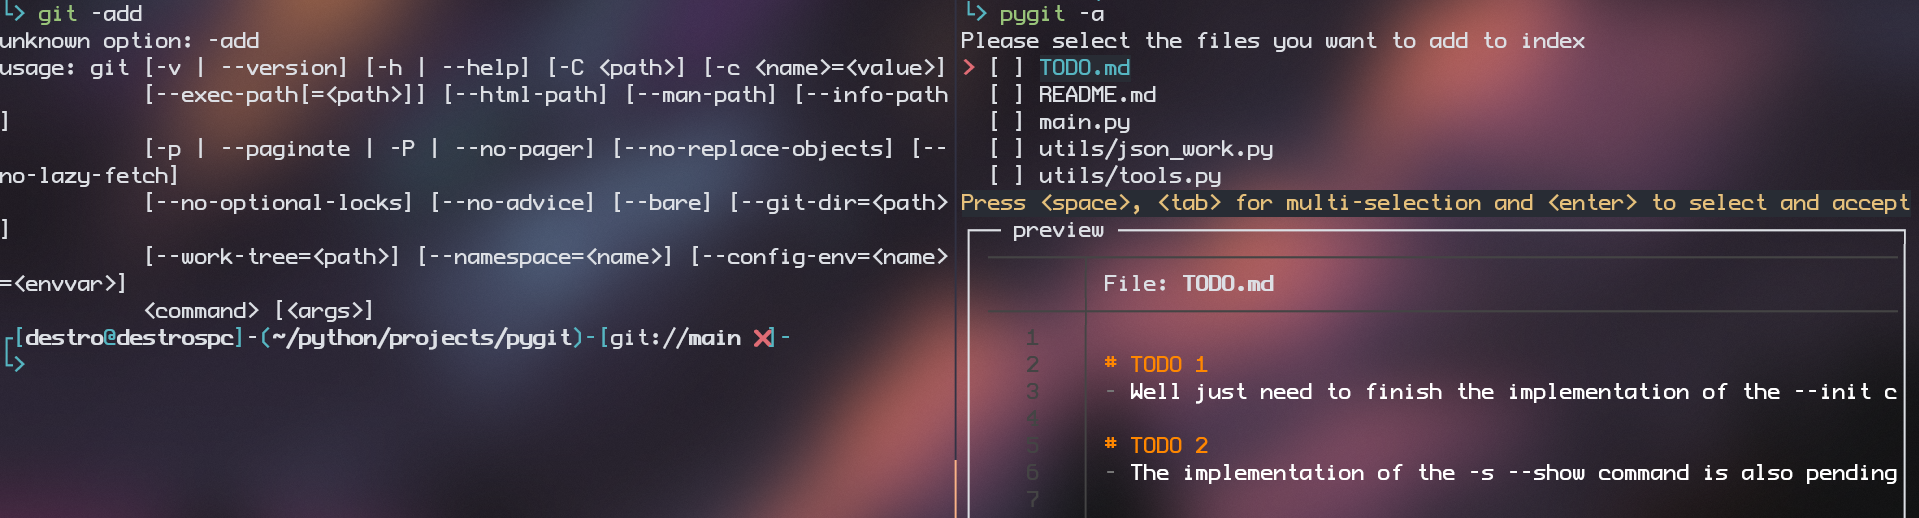 └> git -add
unknown option: -add
usage: git [-v | --version] [-h | --help] [-C <path>] [-c <name>=<value>]
           [--exec-path[=<path>]] [--html-path] [--man-path] [--info-path
]
           [-p | --paginate | -P | --no-pager] [--no-replace-objects] [--
no-lazy-fetch]
           [--no-optional-locks] [--no-advice] [--bare] [--git-dir=<path>
]
           [--work-tree=<path>] [--namespace=<name>] [--config-env=<name>
=<envvar>]
           <command> [<args>]
┌[destro@destrospc]-(~/python/projects/pygit)-[git://main ❌]-
└>
└> pygit -a
Please select the files you want to add to index
> [ ] TODO.md
  [ ] README.md
  [ ] main.py
  [ ] utils/json_work.py
  [ ] utils/tools.py
Press <space>, <tab> for multi-selection and <enter> to select and accept
preview
File: TODO.md
1
2 # TODO 1
3 - Well just need to finish the implementation of the --init c
4
5 # TODO 2
6 - The implementation of the -s --show command is also pending
7